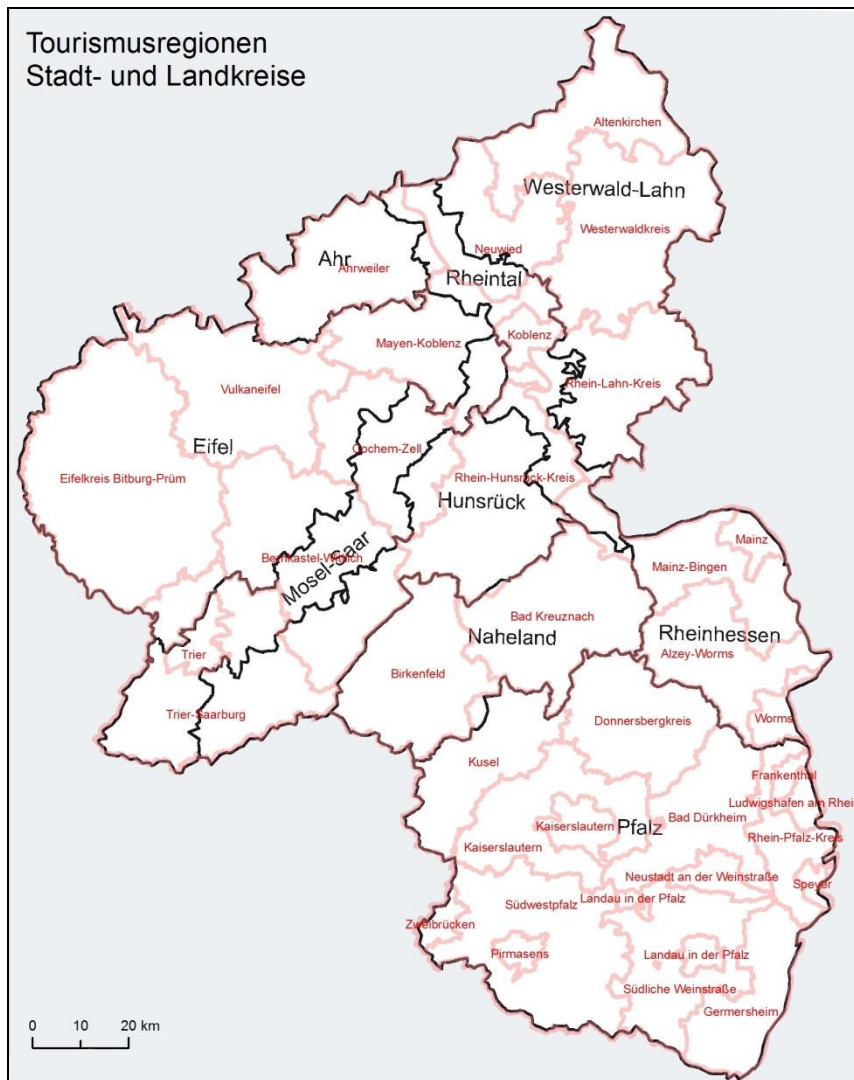 Tourismusregionen
Stadt- und Landkreise
Altenkirchen
Westerwald-Lahn
Westerwaldkreis
Neuwied
Ahr
Ahrweiler
Rheintal
Koblenz
Mayen-Koblenz
Rhein-Lahn-Kreis
Vulkaneifel
Eifel
Cochem-Zell
Eifelkreis Bitburg-Prüm
Rhein-Hunsrück-Kreis
Hunsrück
Mainz
Mainz-Bingen
Bernkastel-Wittlich
Mosel-Saar
Bad Kreuznach
Naheland
Rheinhessen
Alzey-Worms
Trier
Birkenfeld
Trier-Saarburg
Donnersbergkreis
Worms
Kusel
Frankenthal
Ludwigshafen am Rhei
Bad Dürkheim
Kaiserslautern
Pfalz
Rhein-Pfalz-Kreis
Kaiserslautern
Neustadt an der Weinstraße
Speyer
Landau in der Pfalz
Südwestpfalz
Zweibrücken
Pirmasens
Landau in der Pfalz
Südliche Weinstraße
Germersheim
0 10 20 km